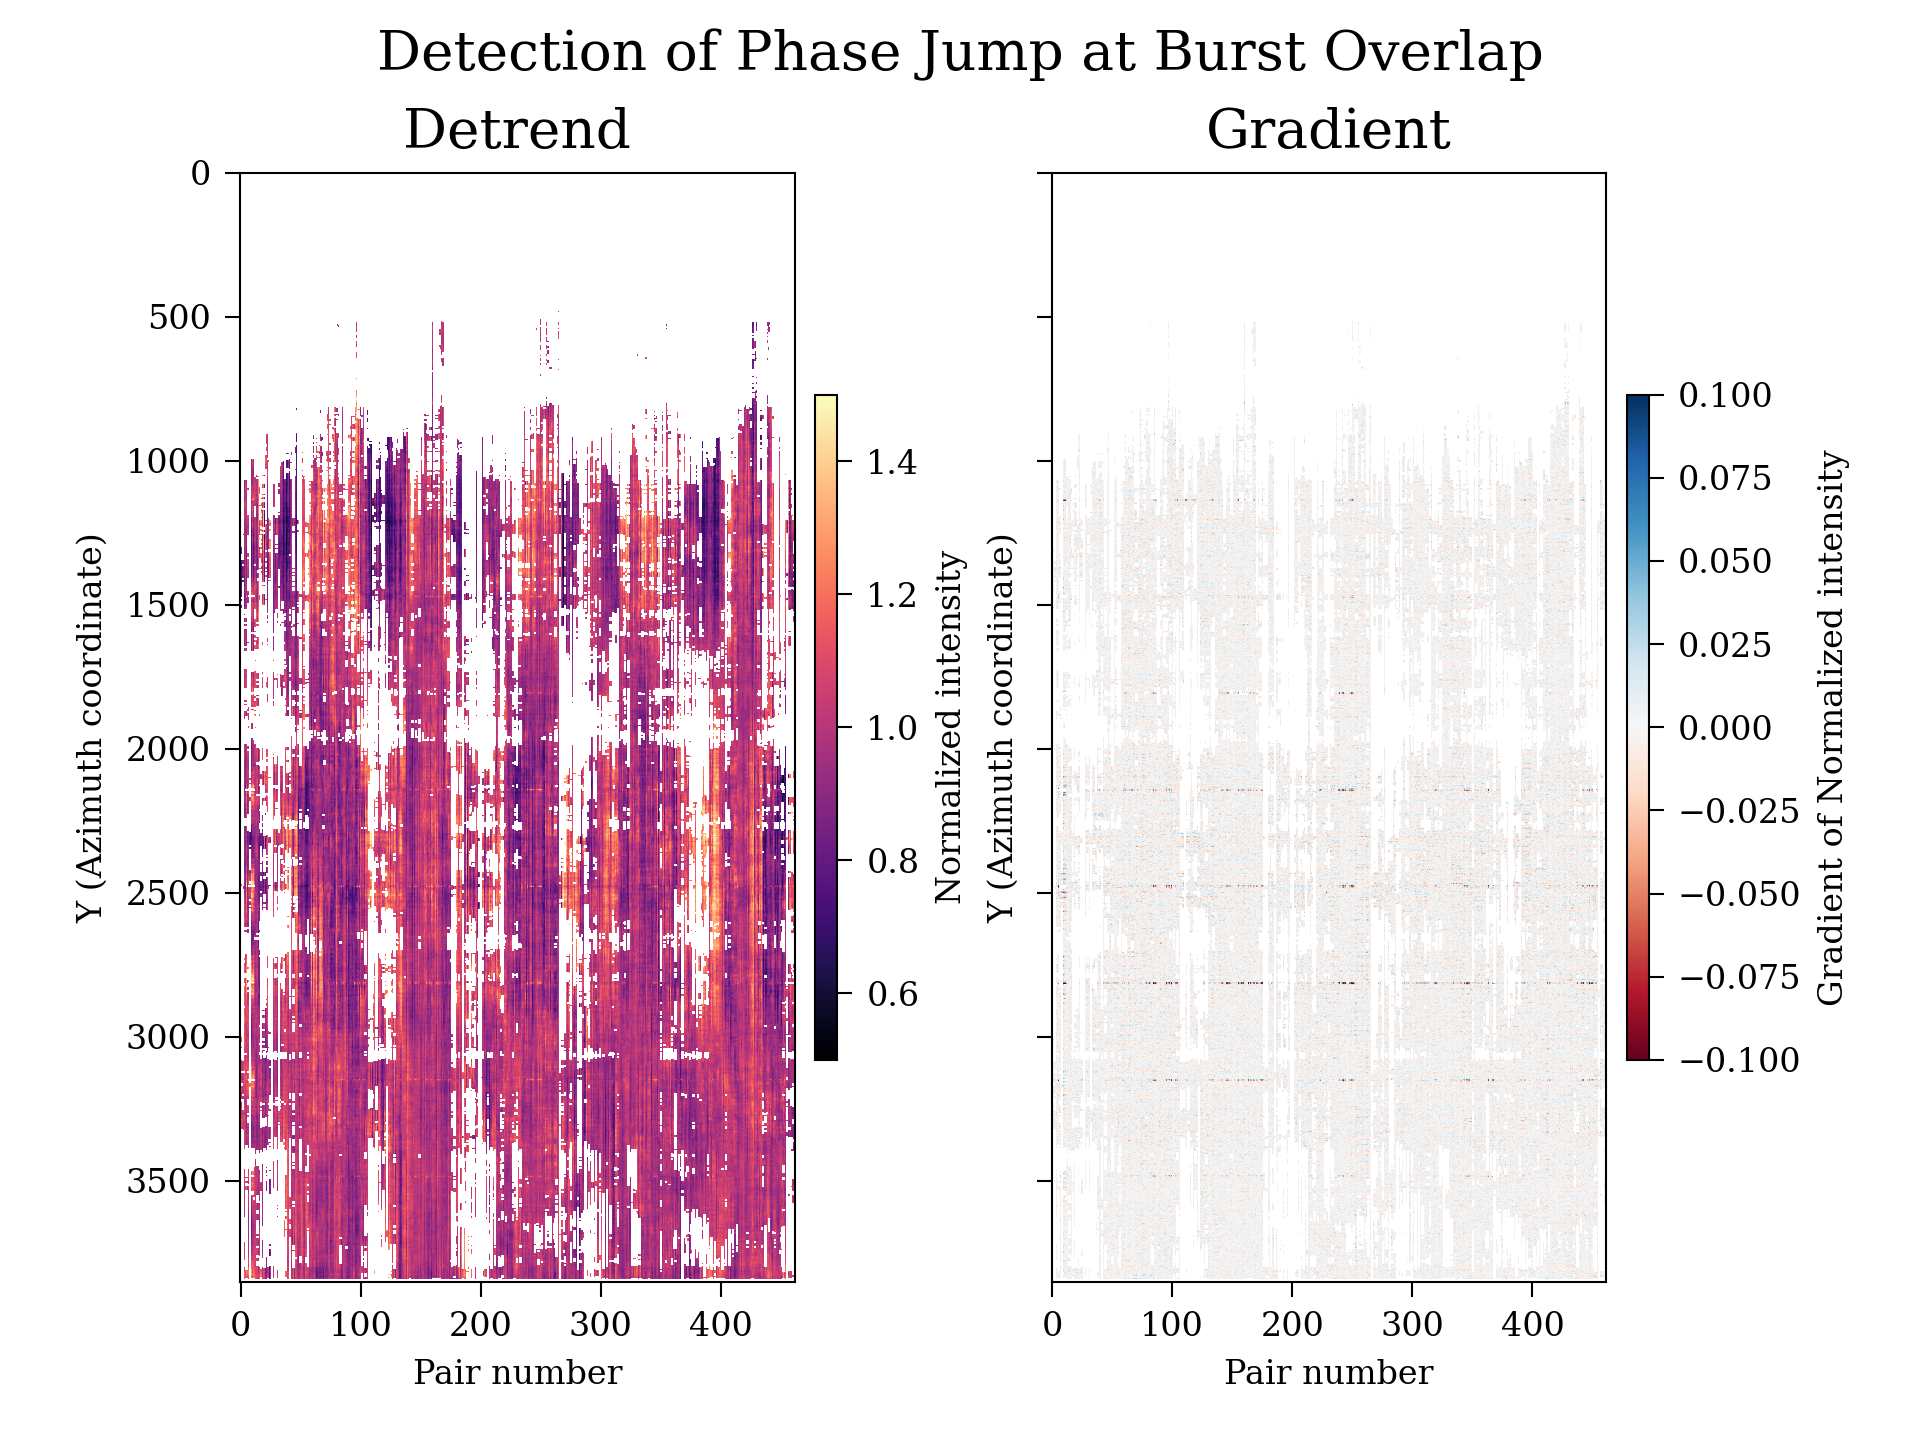 Detection of Phase Jump at Burst Overlap
Detrend
Gradient
0
500
1000
1500
2000
2500
3000
3500
Y (Azimuth coordinate)
0 100 200 300 400
Pair number
1.4
1.2
1.0
0.8
0.6
Normalized intensity
Y (Azimuth coordinate)
0 100 200 300 400
Pair number
0.100
0.075
0.050
0.025
0.000
−0.025
−0.050
−0.075
−0.100
Gradient of Normalized intensity